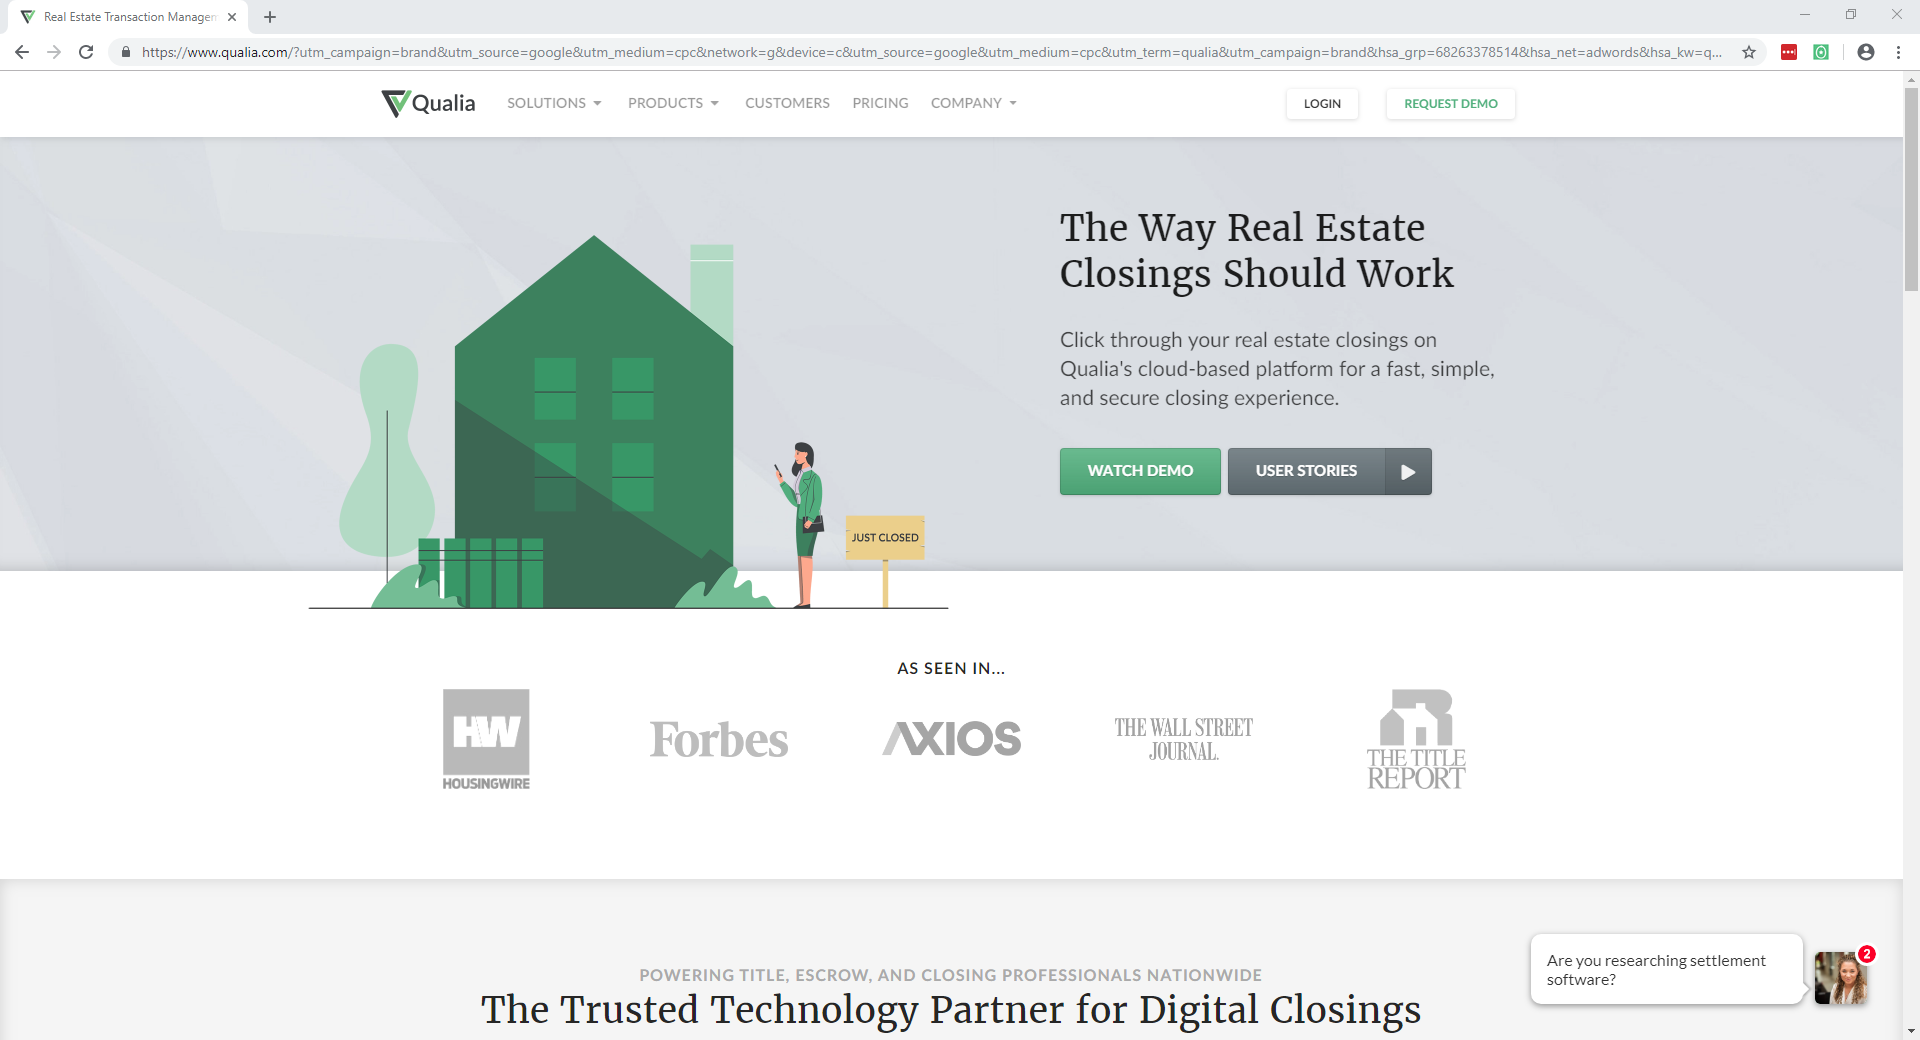 Real Estate Transaction Managem
https://www.qualia.com/?utm_campaign=brand&utm_source=google&utm_medium=cpc&network=g&device=c&utm_source=google&utm_medium=cpc&utm_term=qualia&utm_campaign=brand&hsa_grp=68263378514&hsa_net=adwords&hsa_kw=q...
Qualia SOLUTIONS PRODUCTS CUSTOMERS PRICING COMPANY LOGIN REQUEST DEMO
The Way Real Estate
Closings Should Work
Click through your real estate closings on
Qualia's cloud-based platform for a fast, simple,
and secure closing experience.
WATCH DEMO USER STORIES
JUST CLOSED
AS SEEN IN...
HW
HOUSINGWIRE
Forbes
AXIOS
THE WALL STREET
JOURNAL.
THE TITLE
REPORT
POWERING TITLE, ESCROW, AND CLOSING PROFESSIONALS NATIONWIDE
The Trusted Technology Partner for Digital Closings
Are you researching settlement
software?
2